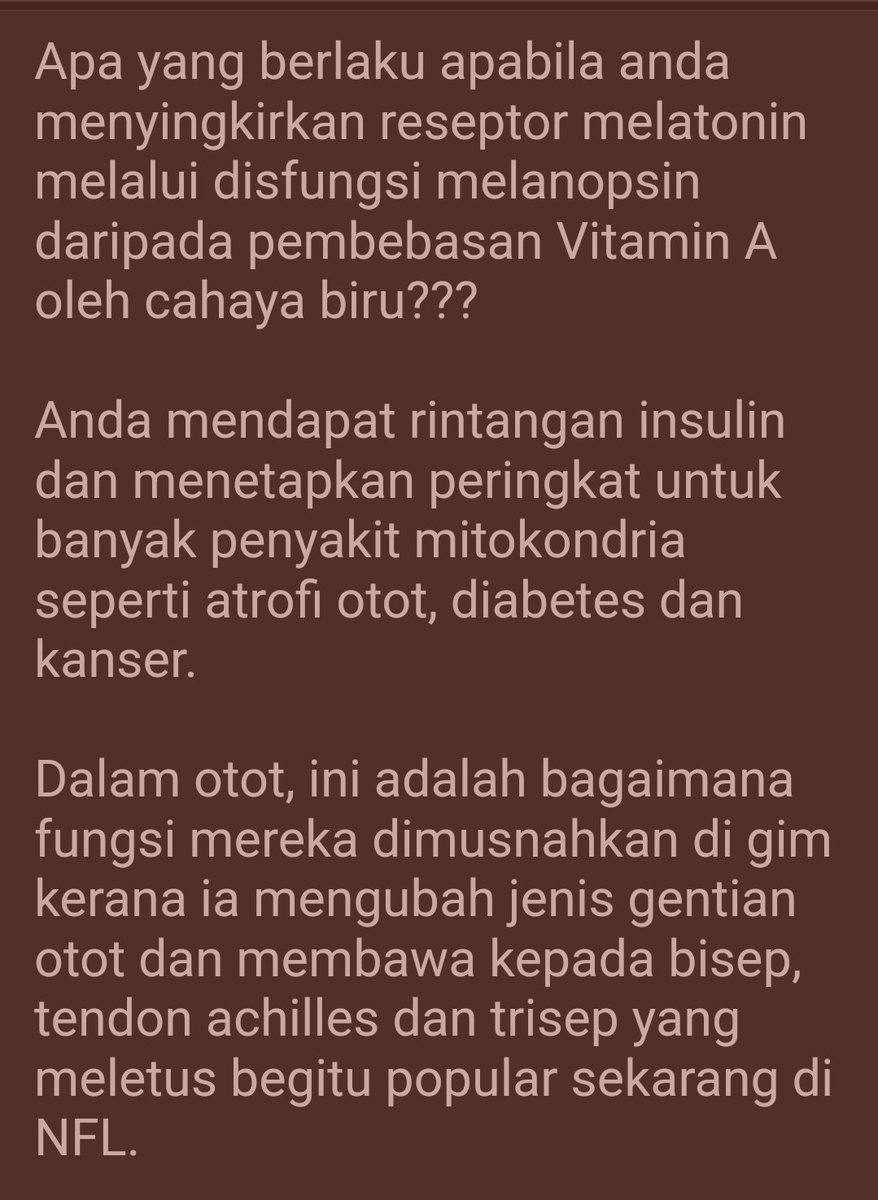 Apa yang berlaku apabila anda
menyingkirkan reseptor melatonin
melalui disfungsi melanopsin
daripada pembebasan Vitamin A
oleh cahaya biru???
Anda mendapat rintangan insulin
dan menetapkan peringkat untuk
banyak penyakit mitokondria
seperti atrofi otot, diabetes dan
kanser.
Dalam otot, ini adalah bagaimana
fungsi mereka dimusnahkan di gim
kerana ia mengubah jenis gentian
otot dan membawa kepada bisep,
tendon achilles dan trisep yang
meletus begitu popular sekarang di
NFL.